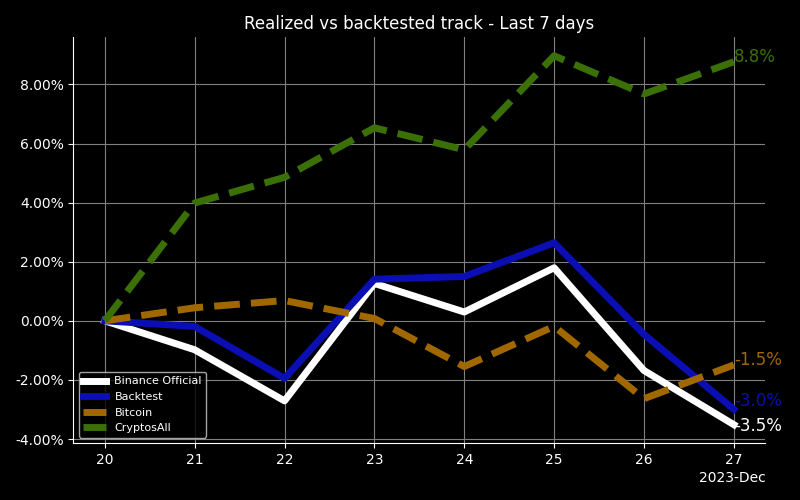 Realized vs backtested track - Last 7 days
8.00%
6.00%
4.00%
2.00%
0.00%
-2.00%
-4.00%
8.8%
-1.5%
-3.0%
-3.5%
Binance Official
Backtest
Bitcoin
CryptosAll
20 21 22 23 24 25 26 27
2023-Dec